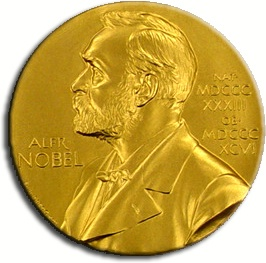 ALFR·
NOBEL
NAT·
MDCCC
XXXIII
OB·
MDCCC
XCVI